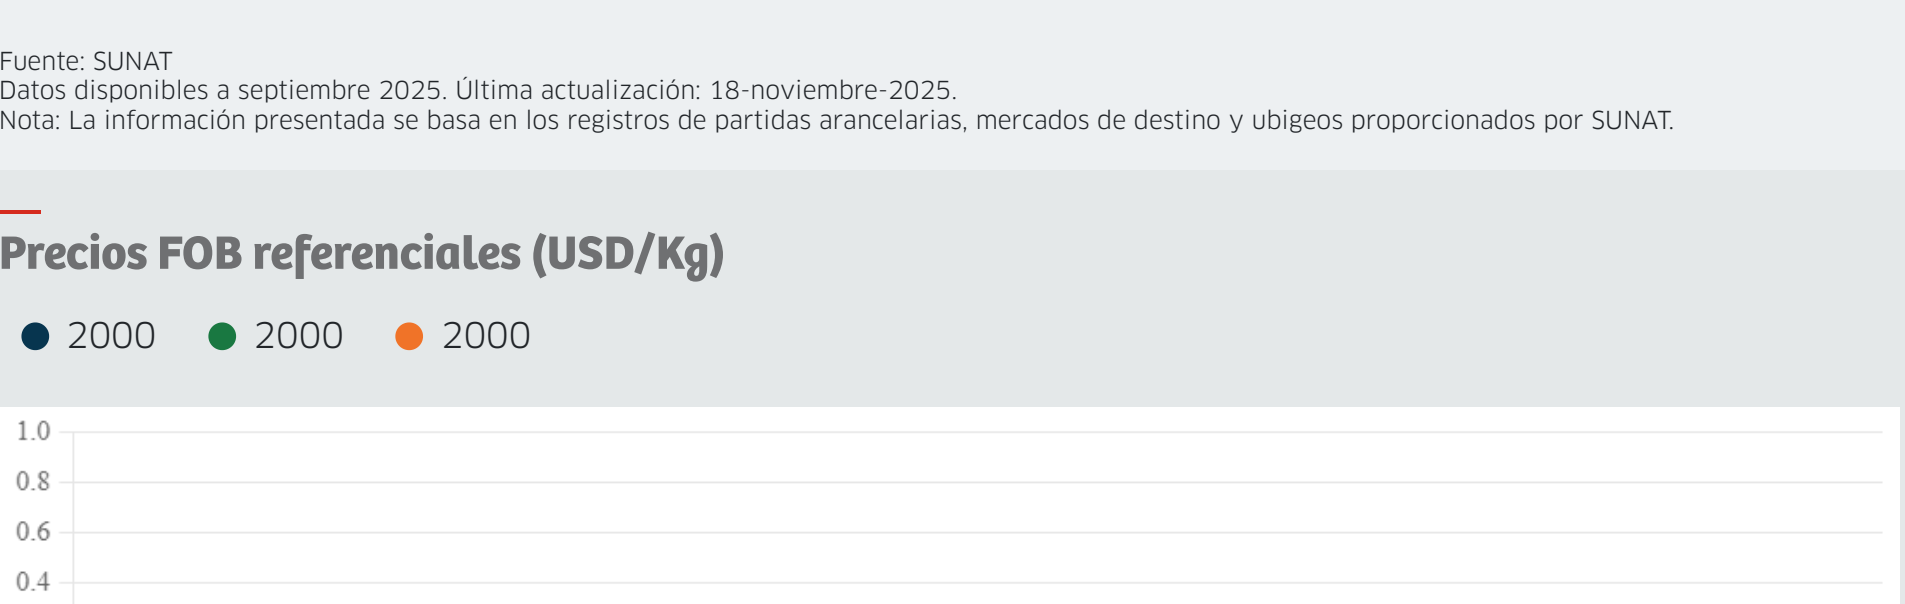 Fuente: SUNAT
Datos disponibles a septiembre 2025. Última actualización: 18-noviembre-2025.
Nota: La información presentada se basa en los registros de partidas arancelarias, mercados de destino y ubigeos proporcionados por SUNAT.
Precios FOB referenciales (USD/Kg)
2000 2000 2000
1.0
0.8
0.6
0.4